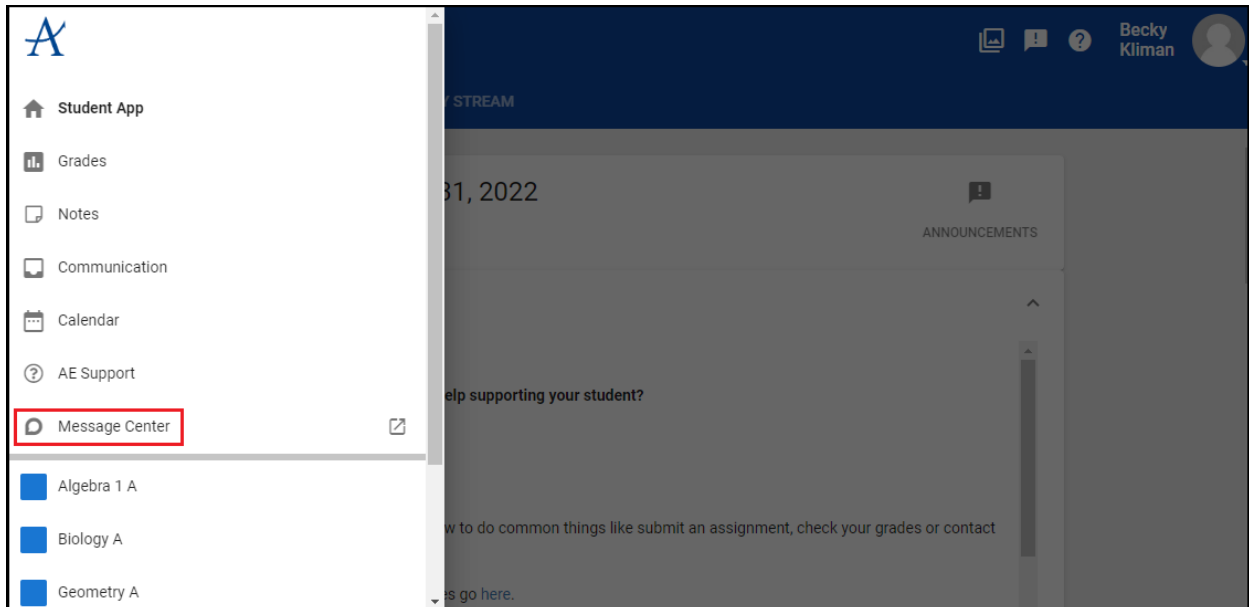 Student App
Grades
Notes
Communication
Calendar
AE Support
Message Center
Algebra 1 A
Biology A
Geometry A
Becky
Kliman
STREAM
31, 2022
ANNOUNCEMENTS
elp supporting your student?
w to do common things like submit an assignment, check your grades or contact
es go here.